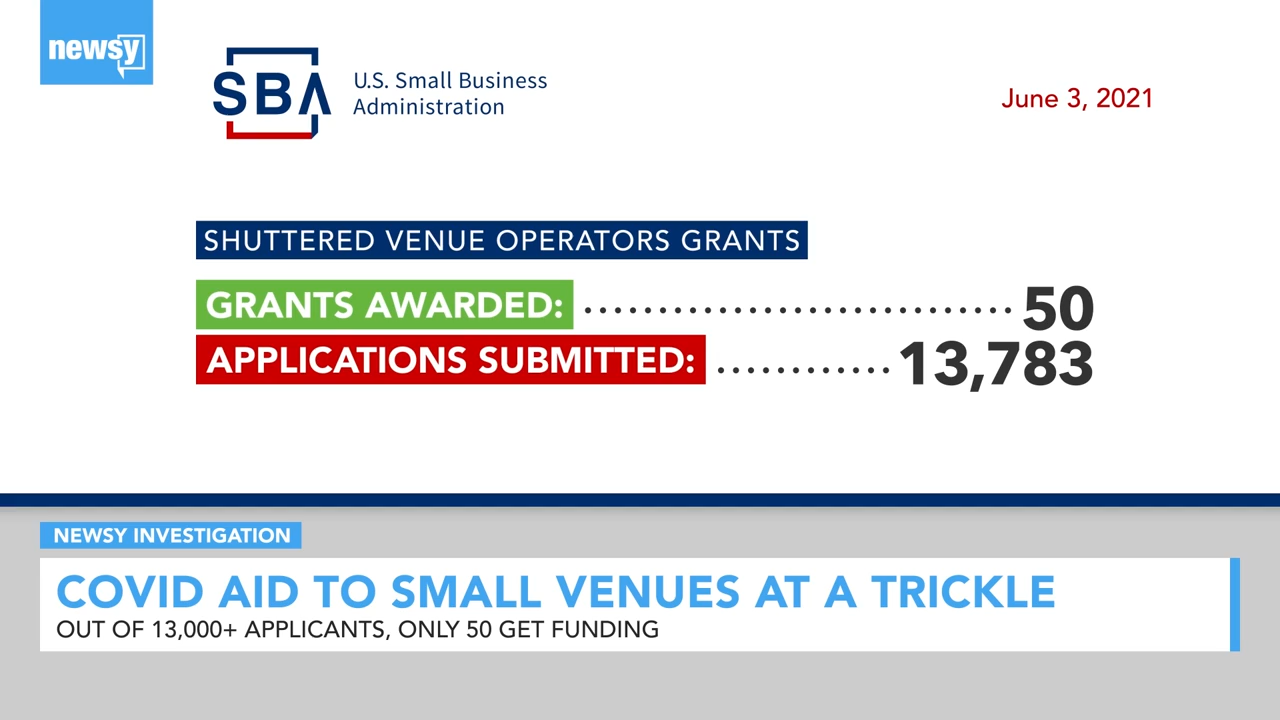 newsy
SBA
U.S. Small Business
Administration
June 3, 2021
SHUTTERED VENUE OPERATORS GRANTS
GRANTS AWARDED: ............................. 50
APPLICATIONS SUBMITTED: ............ 13,783
NEWSY INVESTIGATION
COVID AID TO SMALL VENUES AT A TRICKLE
OUT OF 13,000+ APPLICANTS, ONLY 50 GET FUNDING